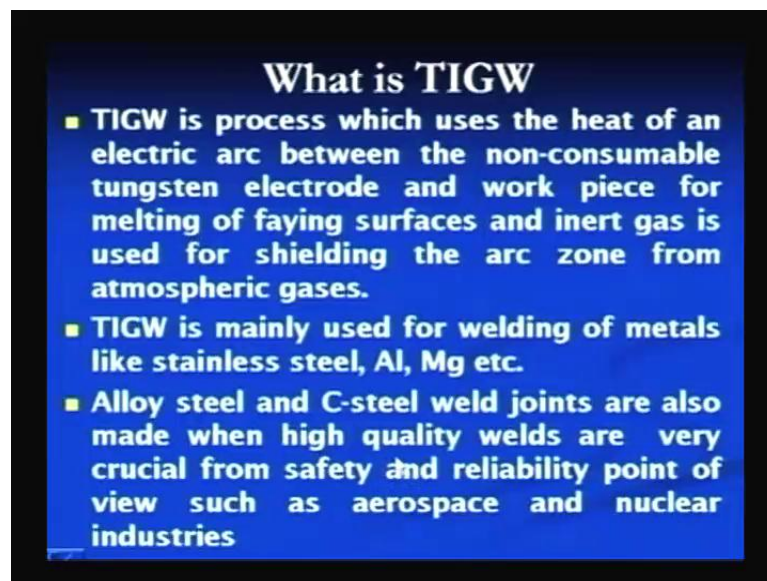 What is TIGW
TIGW is process which uses the heat of an
electric arc between the non-consumable
tungsten electrode and work piece for
melting of faying surfaces and inert gas is
used for shielding the arc zone from
atmospheric gases.
TIGW is mainly used for welding of metals
like stainless steel, Al, Mg etc.
Alloy steel and C-steel weld joints are also
made when high quality welds are very
crucial from safety and reliability point of
view such as aerospace and nuclear
industries